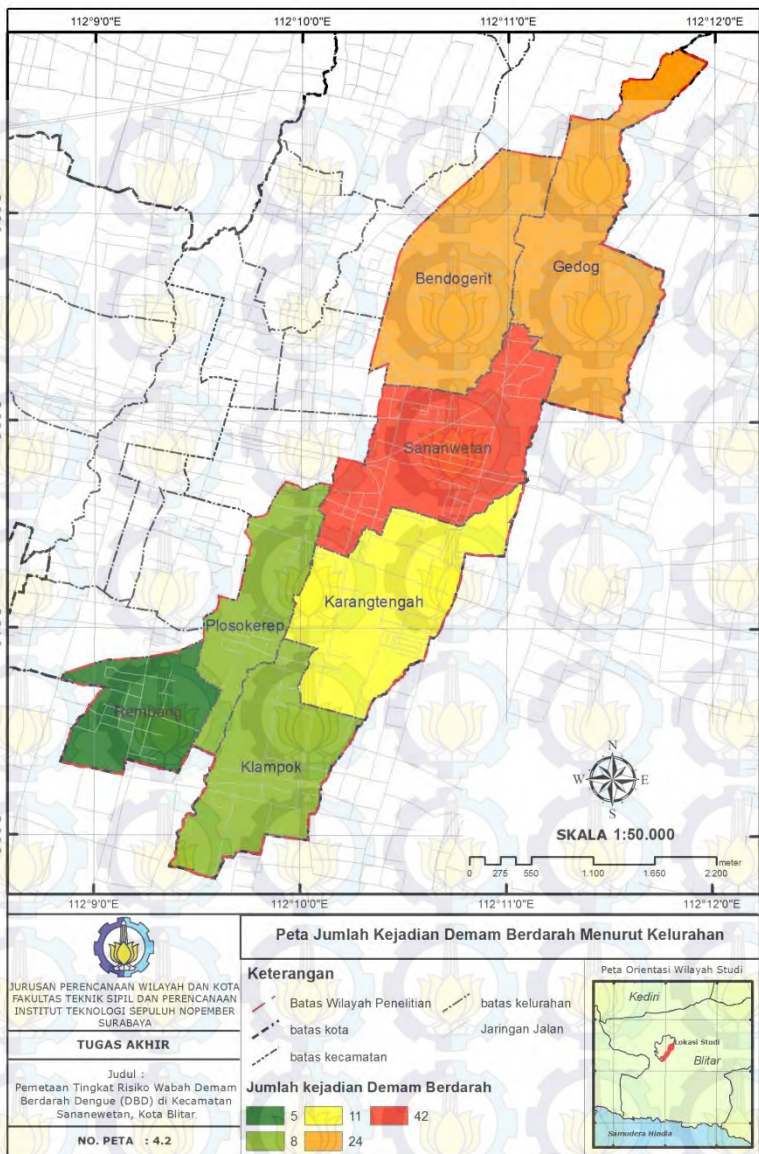 112°9'0"E
112°10'0"E
112°11'0"E
112°12'0"E
Bendogerit
Gedog
Sananwetan
Karangtengah
Plosokerep
Rembang
Klampok
N
W
E
S
SKALA 1:50.000
meter
0 275 550 1.100 1.650 2.200
112°9'0"E
112°10'0"E
112°11'0"E
112°12'0"E
JURUSAN PERENCANAAN WILAYAH DAN KOTA
FAKULTAS TEKNIK SIPIL DAN PERENCANAAN
INSTITUT TEKNOLOGI SEPULUH NOPEMBER
SURABAYA
TUGAS AKHIR
Judul :
Pemetaan Tingkat Risiko Wabah Demam
Berdarah Dengue (DBD) di Kecamatan
Sananewetan, Kota Blitar
NO. PETA : 4.2
Peta Jumlah Kejadian Demam Berdarah Menurut Kelurahan
Keterangan
Batas Wilayah Penelitian
batas kelurahan
batas kota
Jaringan Jalan
batas kecamatan
Jumlah kejadian Demam Berdarah
5
11
42
8
24
Peta Orientasi Wilayah Studi
Kediri
Lokasi Studi
Blitar
Samudera Hindia